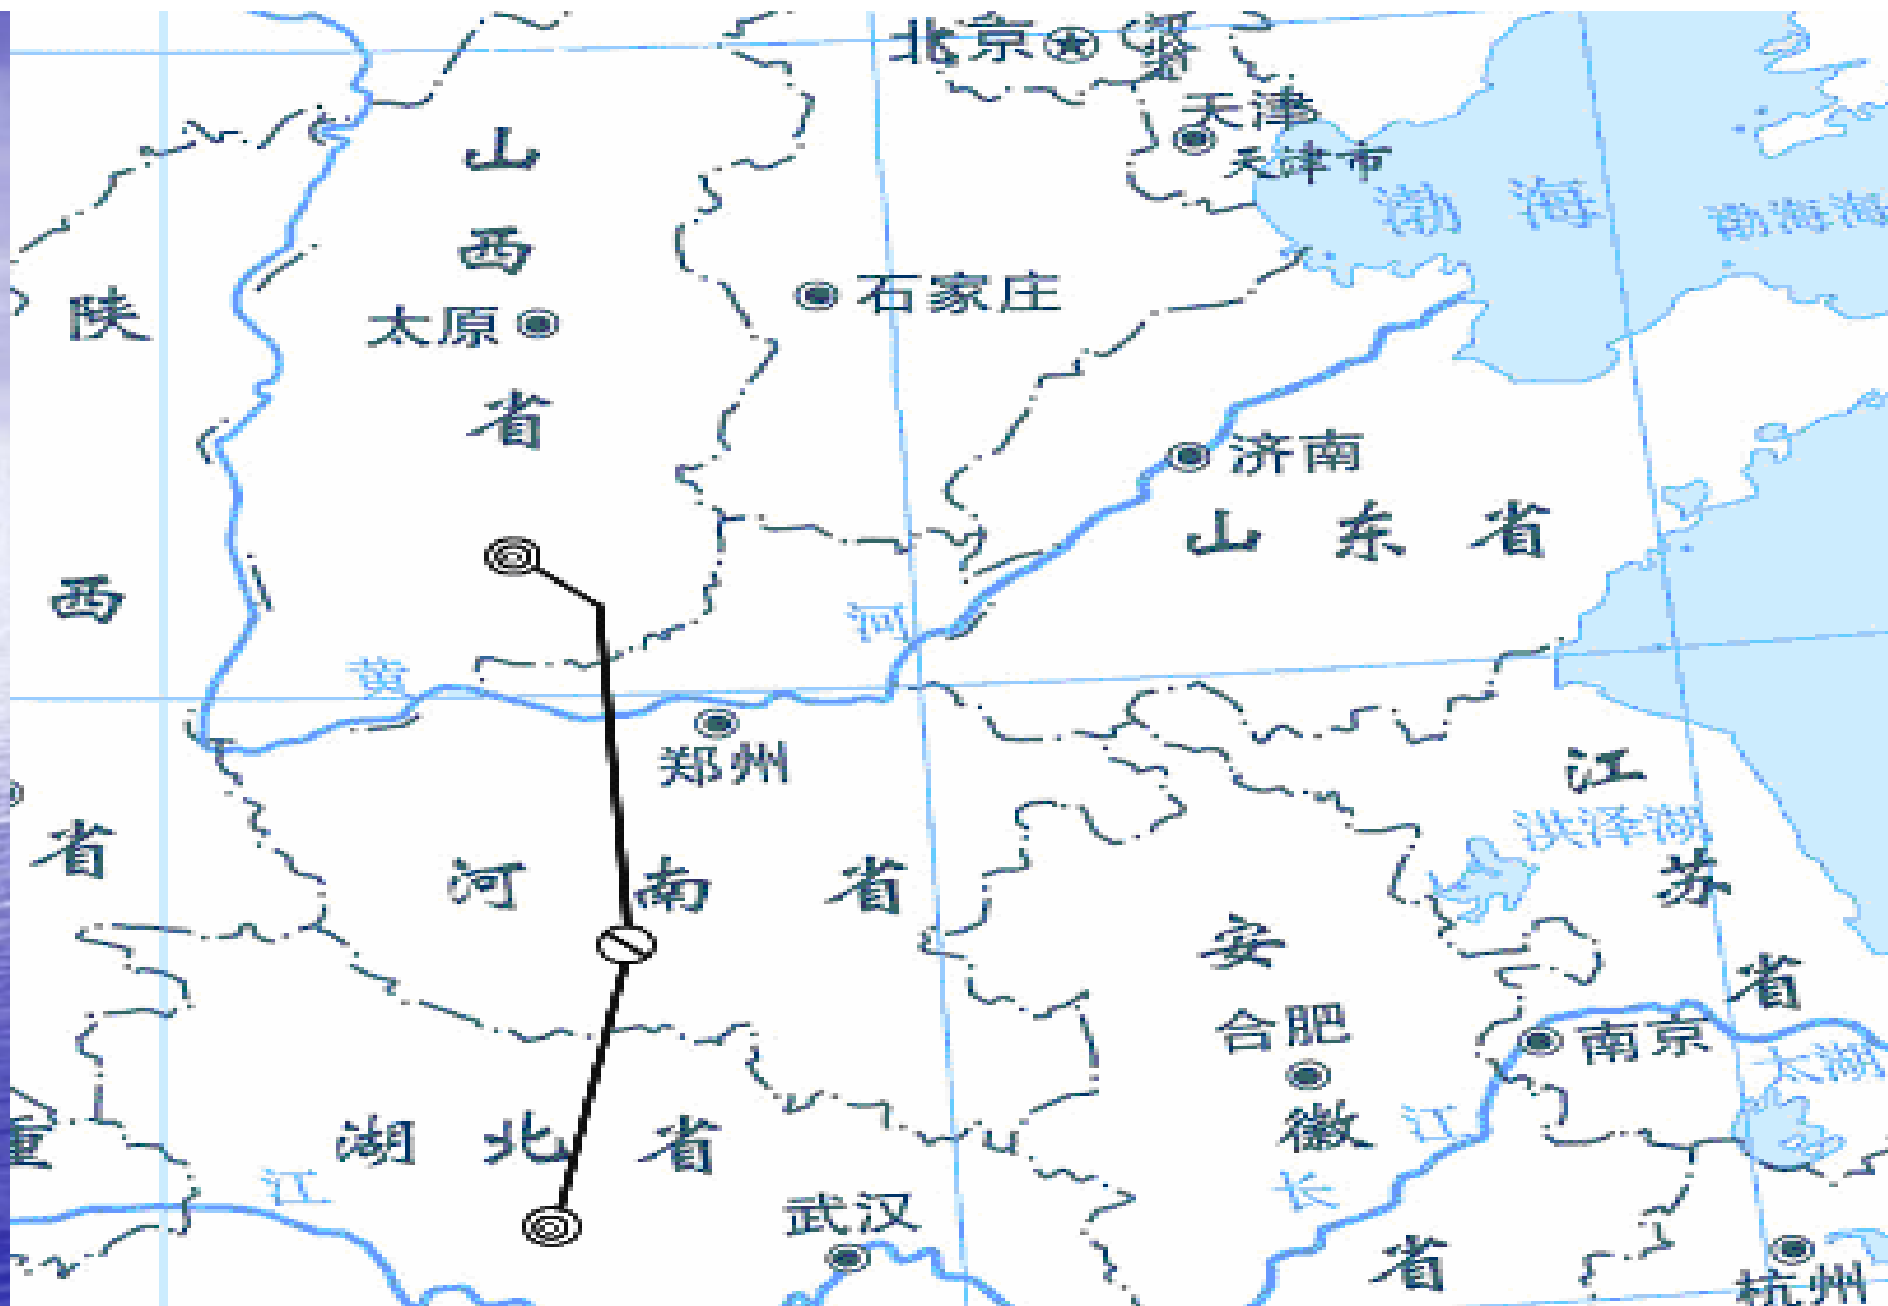 北京
天津
天津市
渤海
渤海海
山西省
石家庄
太原
陕西省
济南
山东省
黄河
郑州
河南省
江苏省
洪泽湖
安徽省
合肥
南京
太湖
湖北省
长江
江
武汉
杭州